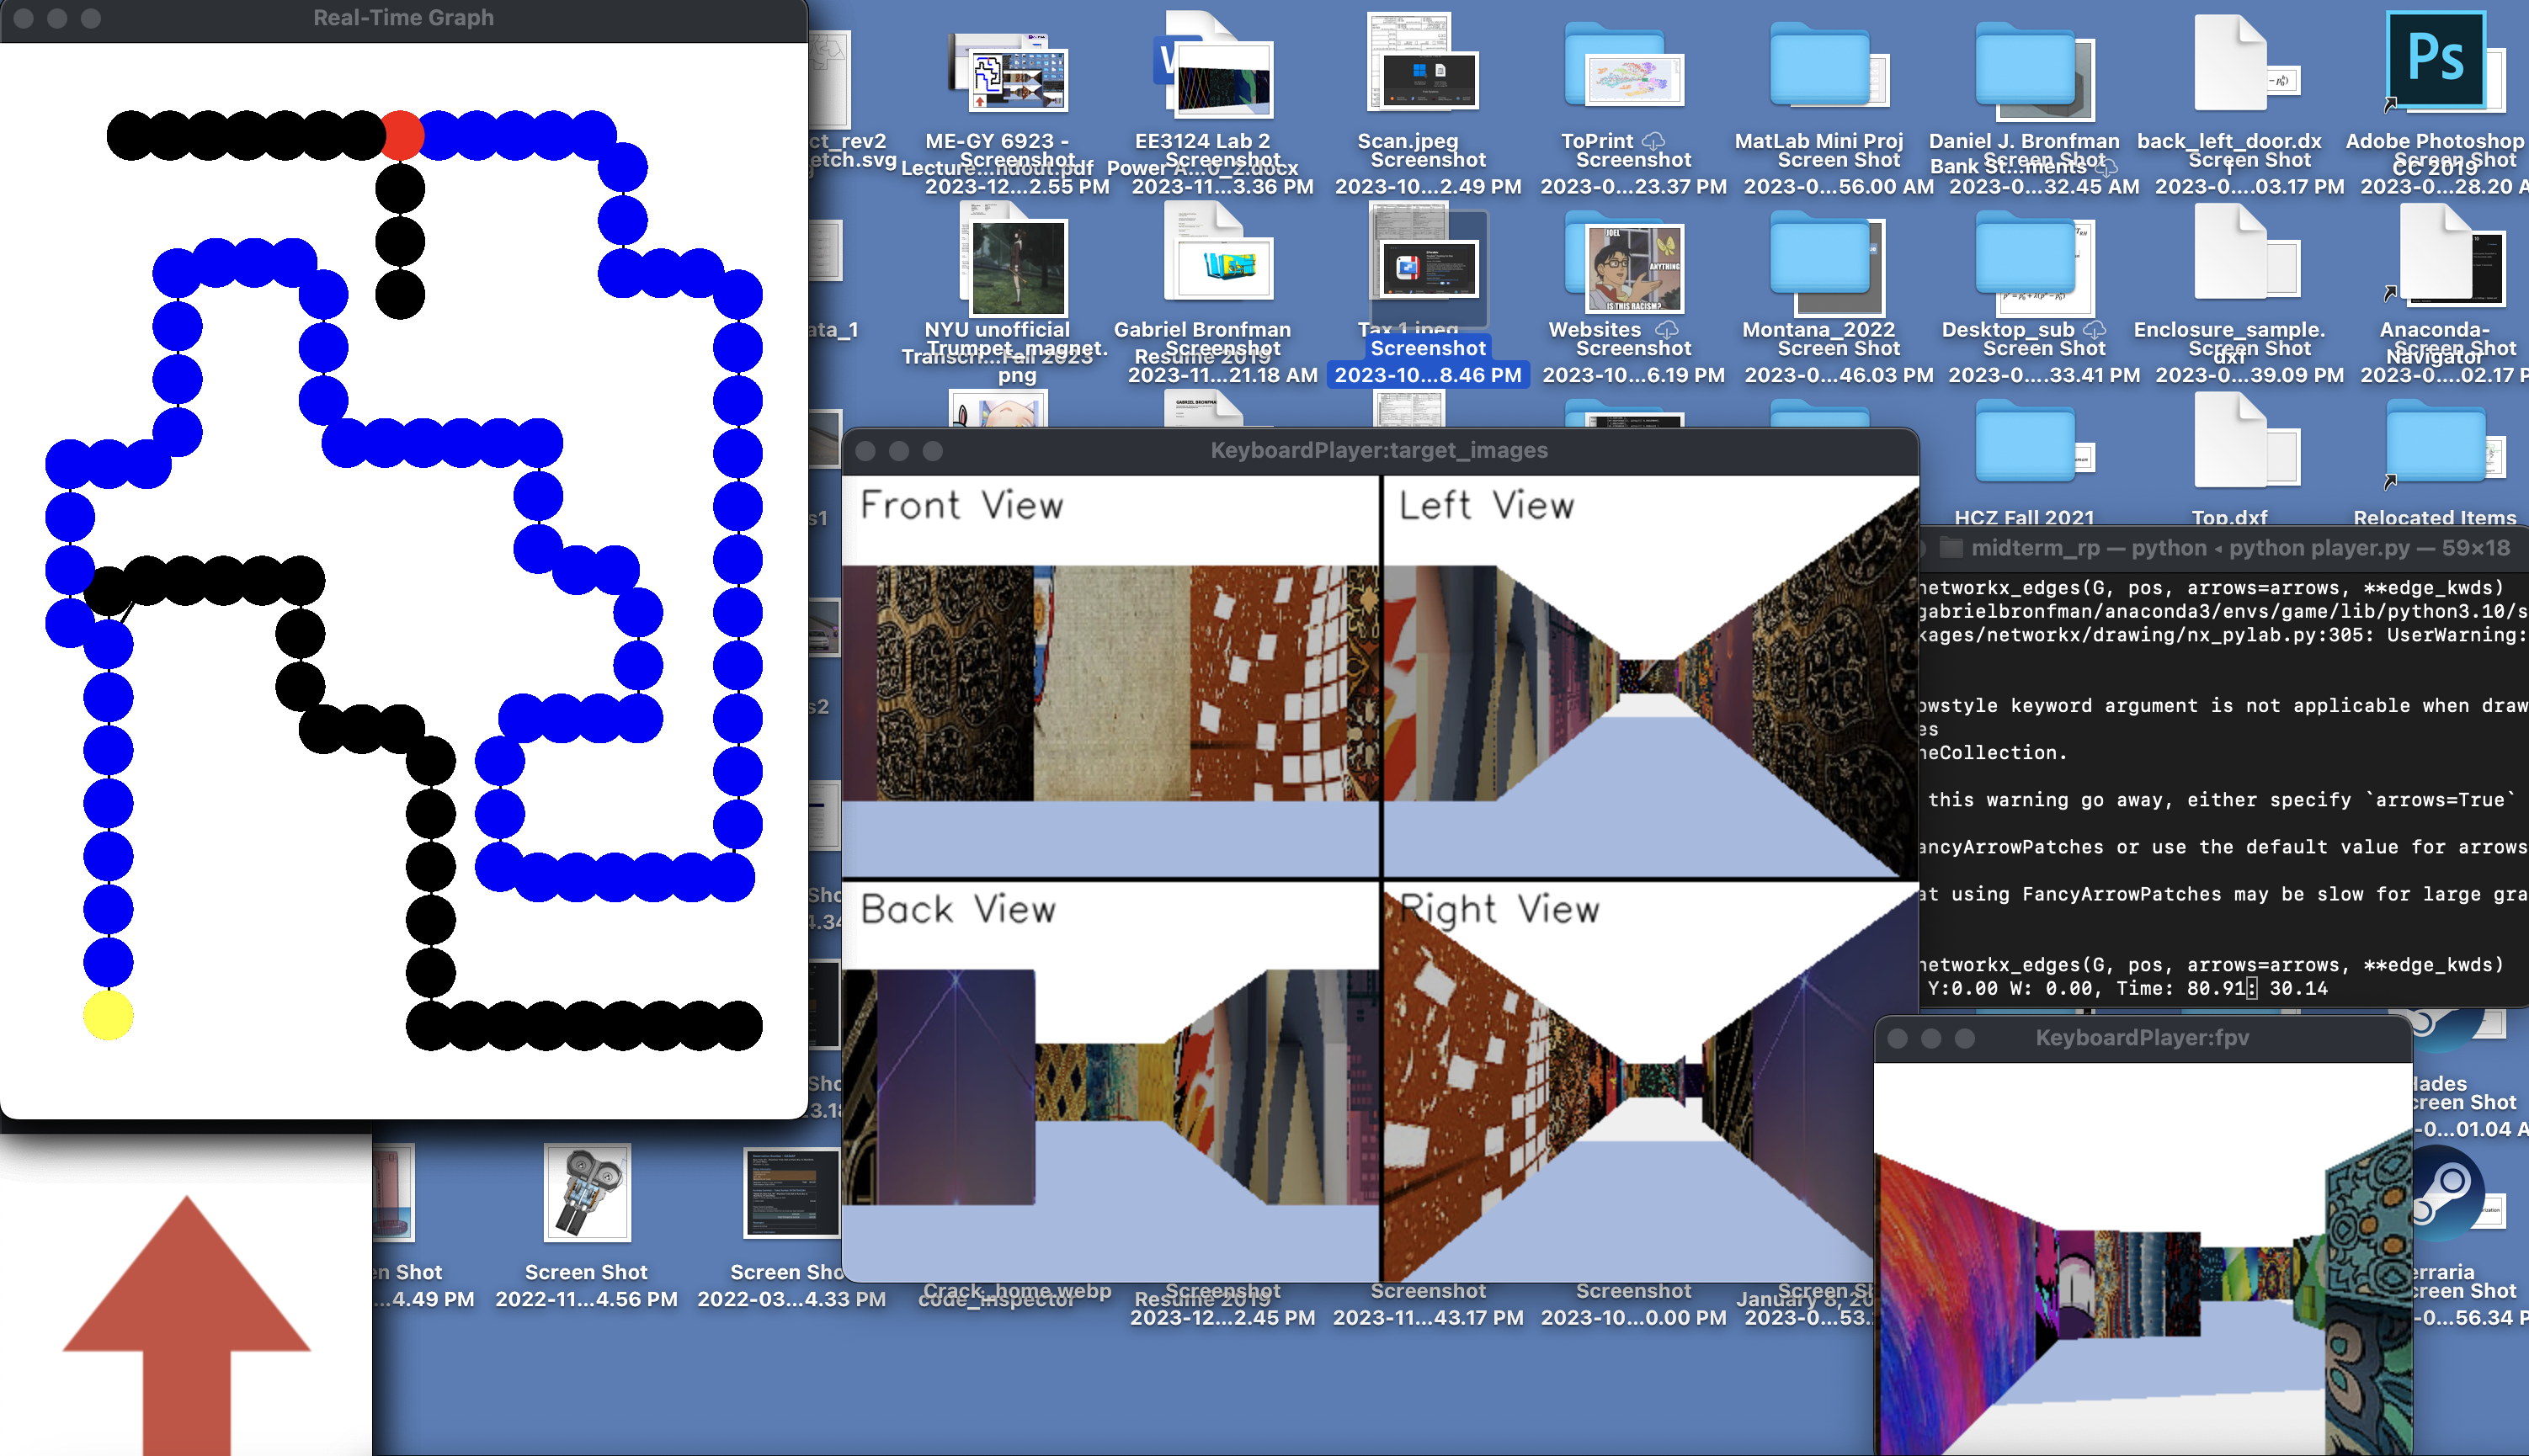 Real-Time Graph
ct_rev2
etch.svg
ME-GY 6923 -
Lecture...ndout.pdf
Screenshot
2023-12...2.55 PM
EE3124 Lab 2
Power A...0_2.docx
Screenshot
2023-11...3.36 PM
Scan.jpeg
Screenshot
2023-10...2.49 PM
ToPrint
Screenshot
2023-0...23.37 PM
MatLab Mini Proj
Screen Shot
2023-0...56.00 AM
Daniel J. Bronfman
Bank St...ments
Screen Shot
2023-0...32.45 AM
back_left_door.dx
f
Screen Shot
2023-0....03.17 PM
Ps
Adobe Photoshop
CC 2019
Screen Shot
2023-0...28.20 A
JOEL
ANYTHING
IS THIS RACISM?
ata_1
NYU unofficial
Transcri...Fall 2023
Trumpet_magnet.
png
Gabriel Bronfman
Resume 2019
Screenshot
2023-11...21.18 AM
Tax 1.jpeg
Screenshot
2023-10...8.46 PM
Websites
Screenshot
2023-10...6.19 PM
Montana_2022
Screen Shot
2023-0...46.03 PM
Desktop_sub
Screen Shot
2023-0....33.41 PM
Enclosure_sample.
dxf
Screen Shot
2023-0...39.09 PM
Anaconda-
Navigator
Screen Shot
2023-0....02.17 P
GABRIEL BRONFMAN
KeyboardPlayer:target_images
Front View
Left View
Back View
Right View
s1
s2
HCZ Fall 2021
Top.dxf
Relocated Items
midterm_rp — python ◂ python player.py — 59×18
networkx_edges(G, pos, arrows=arrows, **edge_kwds)
gabrielbronfman/anaconda3/envs/game/lib/python3.10/s
kages/networkx/drawing/nx_pylab.py:305: UserWarning:
owstyle keyword argument is not applicable when draw
es
neCollection.
this warning go away, either specify `arrows=True`
ancyArrowPatches or use the default value for arrows
at using FancyArrowPatches may be slow for large gra
networkx_edges(G, pos, arrows=arrows, **edge_kwds)
Y:0.00 W: 0.00, Time: 80.91: 30.14
KeyboardPlayer:fpv
Sho
4.34
Sho
3.18
Hades
creen Shot
-0...01.04 A
erraria
creen Shot
-0...56.34 P
en Shot
...4.49 PM
Screen Shot
2022-11...4.56 PM
Screen Sho
2022-03...4.33 PM
Crack_home.webp
code_inspector
Resume 2019
Screenshot
2023-12...2.45 PM
Screenshot
2023-11...43.17 PM
Screenshot
2023-10...0.00 PM
January 8, 20
Screen S
2023-0...53.